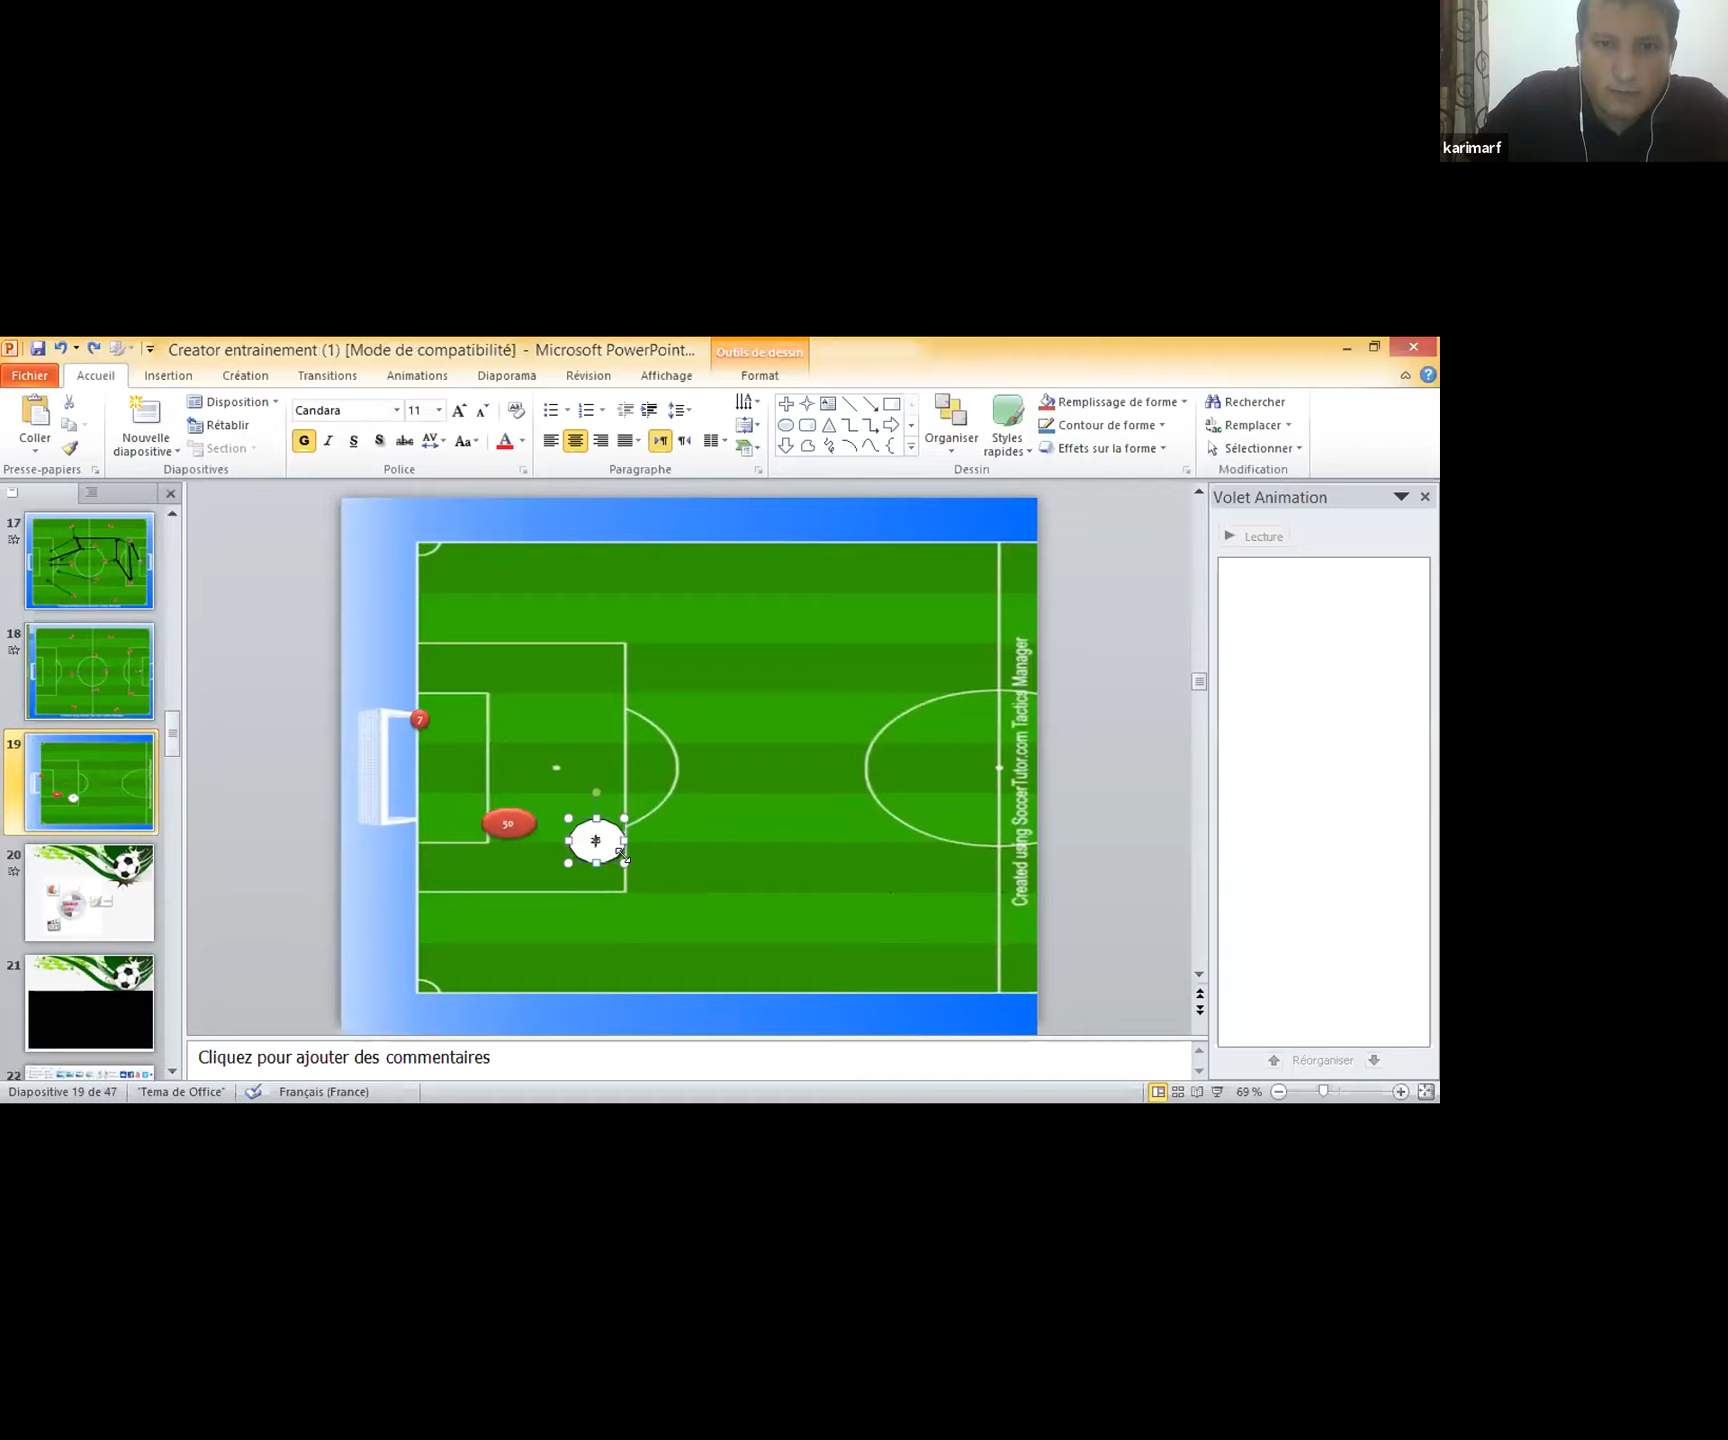 karimarf
Creator entrainement (1) [Mode de compatibilité] - Microsoft PowerPoint...
Outils de dessin
Fichier
Accueil
Insertion
Création
Transitions
Animations
Diaporama
Révision
Affichage
Format
Coller
Presse-papiers
Nouvelle diapositive
Disposition
Rétablir
Section
Diapositives
Candara
11
G
I
S
S
abc
AV
Aa
A
Police
Paragraphe
Organiser
Styles rapides
Remplissage de forme
Contour de forme
Effets sur la forme
Dessin
Rechercher
Remplacer
Sélectionner
Modification
17
18
19
20
21
22
7
50
Created using SoccerTutor.com Tactics Manager
Volet Animation
Lecture
Réorganiser
Cliquez pour ajouter des commentaires
Diapositive 19 de 47
"Tema de Office"
Français (France)
69 %